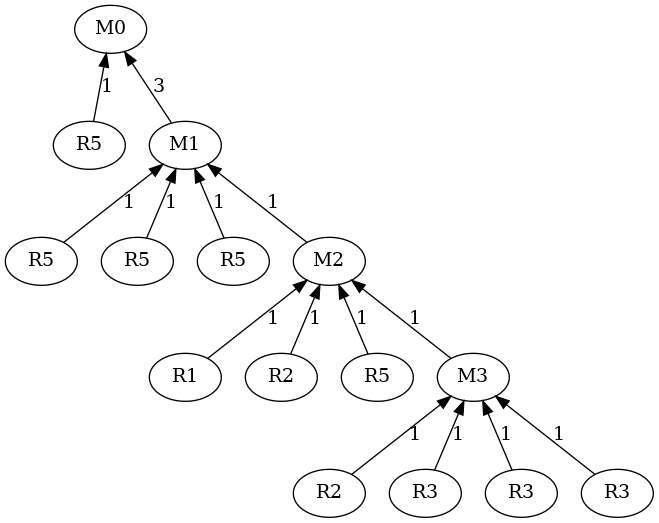 M0
1 3
R5 M1
1 1 1 1
R5 R5 R5 M2
1 1 1 1
R1 R2 R5 M3
1 1 1 1
R2 R3 R3 R3